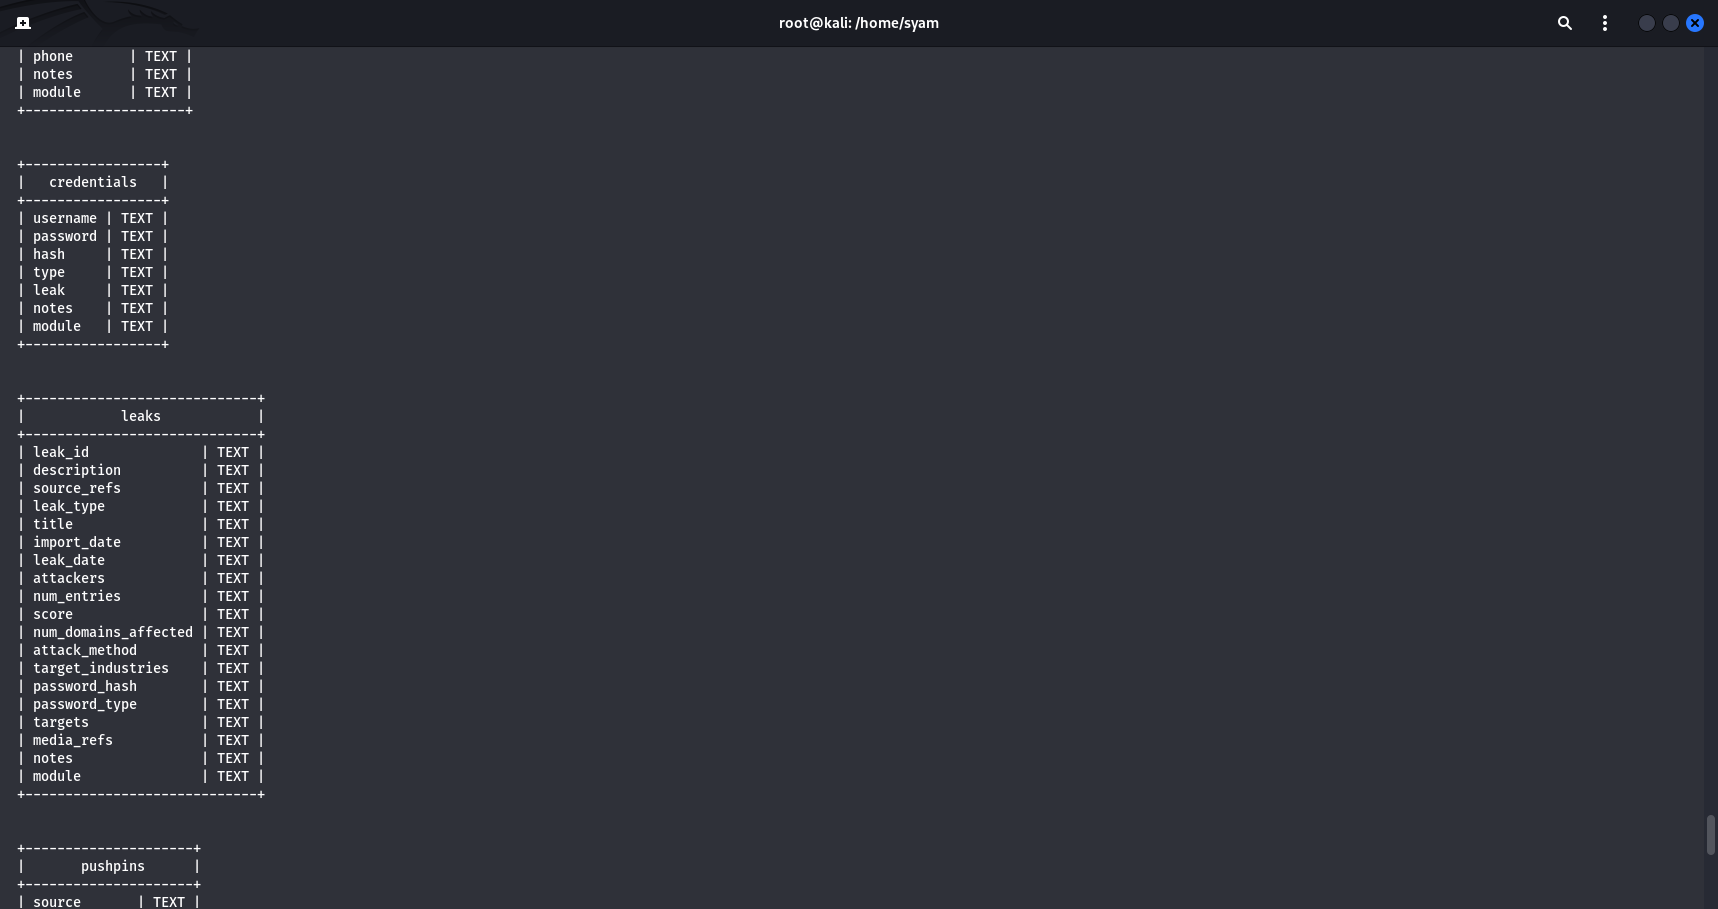 root@kali: /home/syam
| phone       | TEXT |
| notes       | TEXT |
| module      | TEXT |
+--------------------+
+-----------------+
|   credentials   |
+-----------------+
| username | TEXT |
| password | TEXT |
| hash     | TEXT |
| type     | TEXT |
| leak     | TEXT |
| notes    | TEXT |
| module   | TEXT |
+-----------------+
+-----------------------------+
|            leaks            |
+-----------------------------+
| leak_id              | TEXT |
| description          | TEXT |
| source_refs          | TEXT |
| leak_type            | TEXT |
| title                | TEXT |
| import_date          | TEXT |
| leak_date            | TEXT |
| attackers            | TEXT |
| num_entries          | TEXT |
| score                | TEXT |
| num_domains_affected | TEXT |
| attack_method        | TEXT |
| target_industries    | TEXT |
| password_hash        | TEXT |
| password_type        | TEXT |
| targets              | TEXT |
| media_refs           | TEXT |
| notes                | TEXT |
| module               | TEXT |
+-----------------------------+
+---------------------+
|       pushpins      |
+---------------------+
| source       | TEXT |